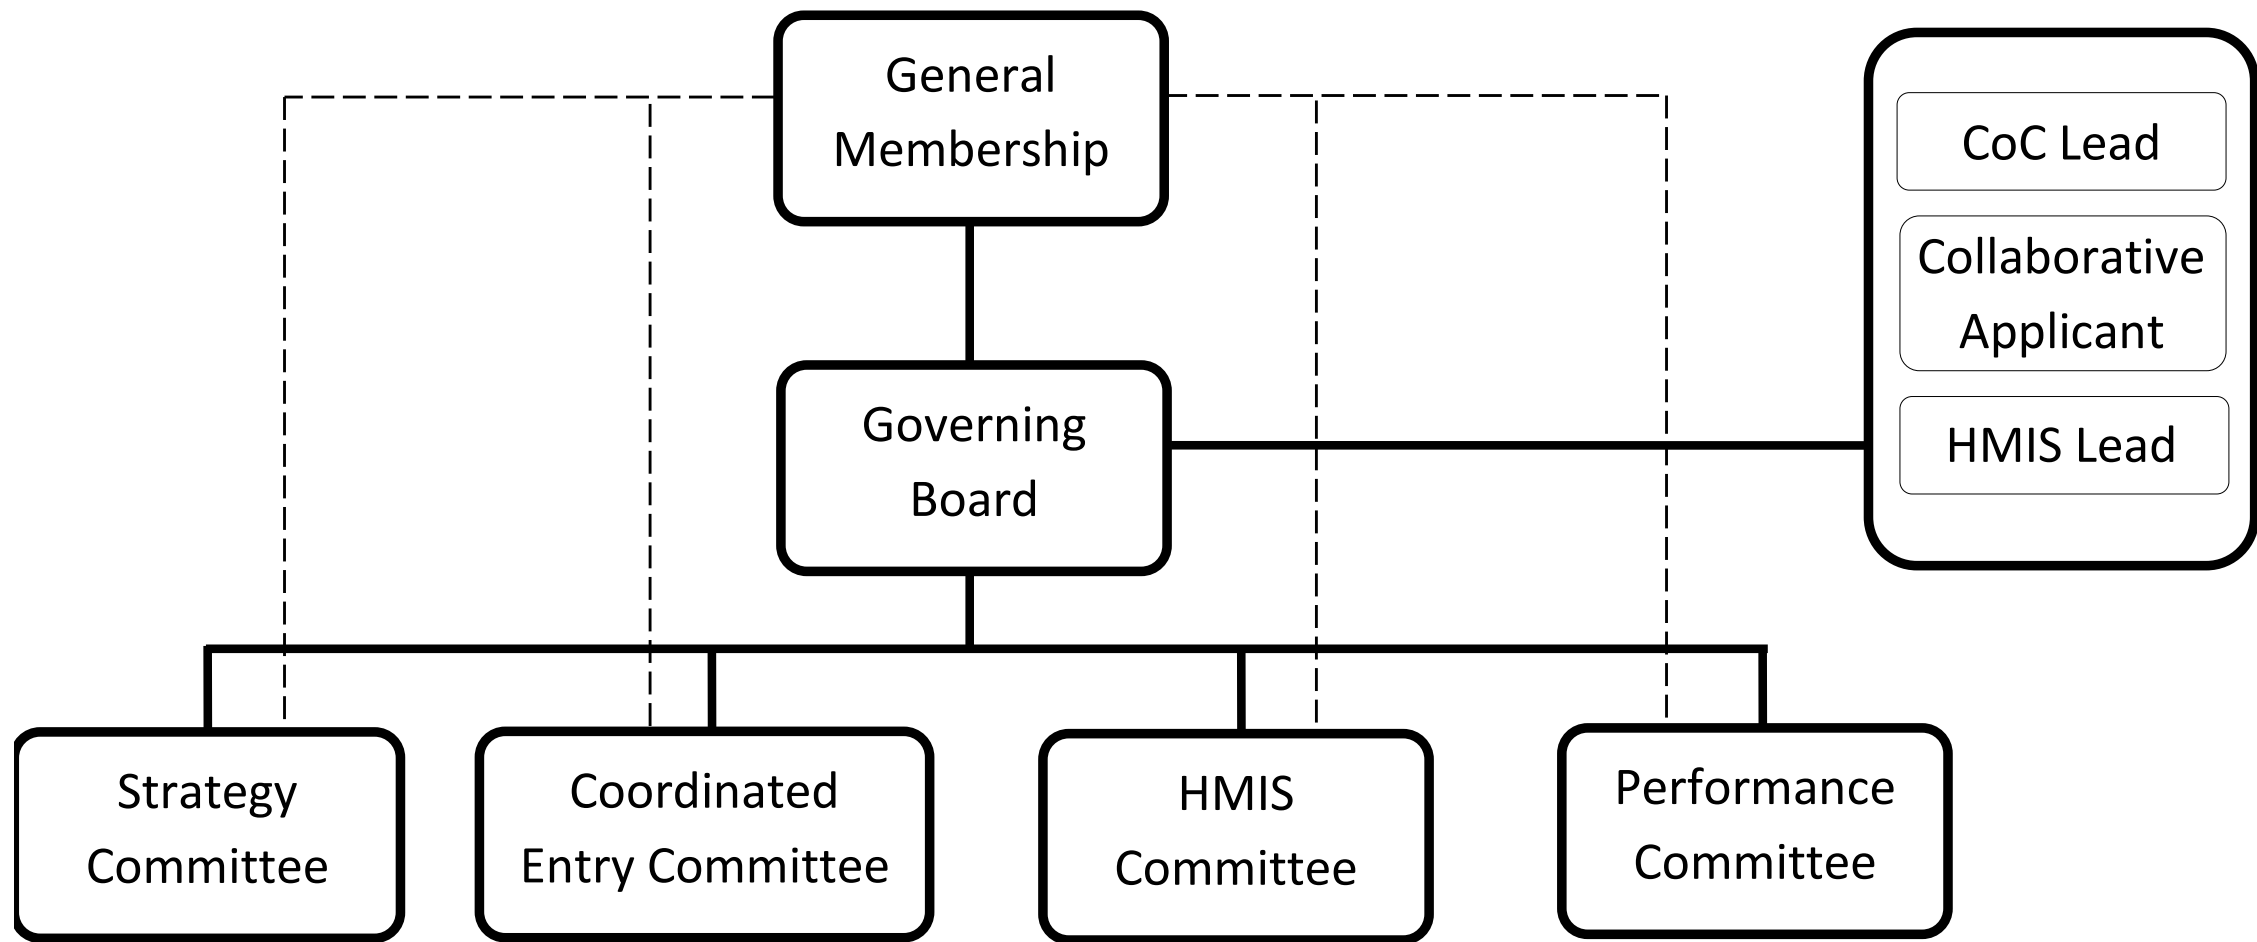 General
Membership
CoC Lead
Collaborative
Applicant
HMIS Lead
Governing
Board
Strategy
Committee
Coordinated
Entry Committee
HMIS
Committee
Performance
Committee